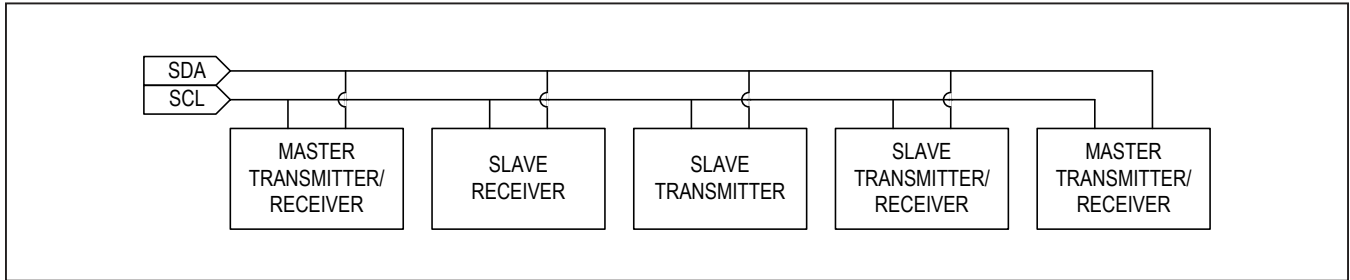 SDA
SCL
MASTER
TRANSMITTER/
RECEIVER
SLAVE
RECEIVER
SLAVE
TRANSMITTER
SLAVE
TRANSMITTER/
RECEIVER
MASTER
TRANSMITTER/
RECEIVER